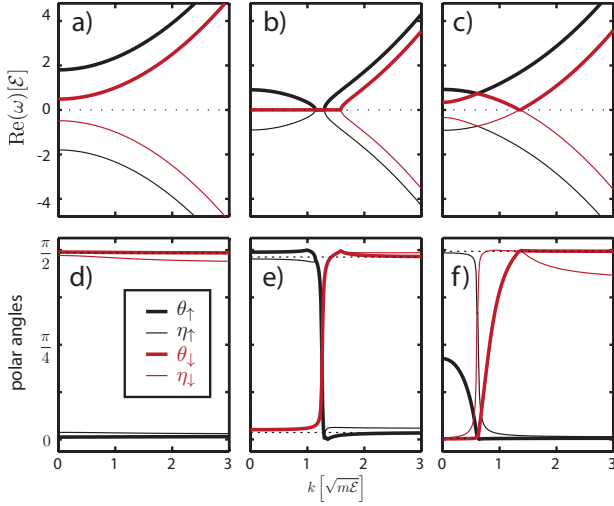 a)
b)
c)
Re(ω)[ℰ]
4
2
0
-2
-4
d)
e)
f)
polar angles
π/2
π/4
0
θ↑
η↑
θ↓
η↓
0 1 2 3
0 1 2 3
0 1 2 3
k [√mℰ]